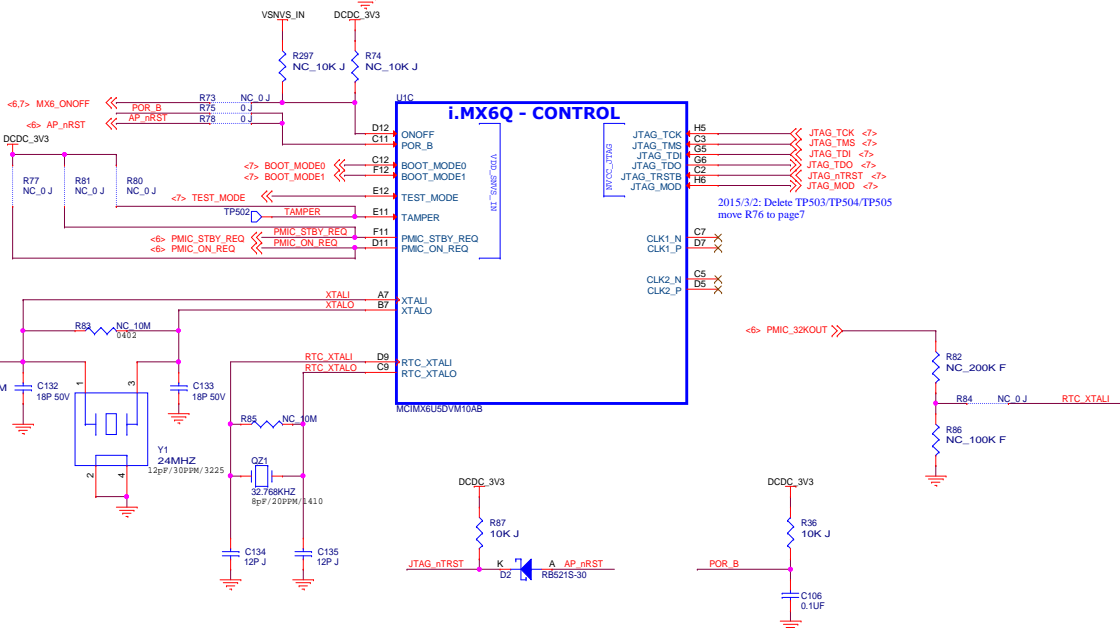 VSNVS_IN
DCDC_3V3
R297
NC_10K J
R74
NC_10K J
<6,7> MX6_ONOFF
R73
NC_0 J
POR_B
R75
0 J
<6> AP_nRST
AP_nRST
R78
0 J
DCDC_3V3
R77
NC_0 J
R81
NC_0 J
R80
NC_0 J
<7> BOOT_MODE0
<7> BOOT_MODE1
<7> TEST_MODE
TP502
TAMPER
<6> PMIC_STBY_REQ
PMIC_STBY_REQ
<6> PMIC_ON_REQ
PMIC_ON_REQ
U1C
i.MX6Q - CONTROL
D12
ONOFF
C11
POR_B
C12
BOOT_MODE0
F12
BOOT_MODE1
E12
TEST_MODE
E11
TAMPER
F11
PMIC_STBY_REQ
D11
PMIC_ON_REQ
VDD_SNVS_IN
NVCC_JTAG
JTAG_TCK
H5
JTAG_TCK <7>
JTAG_TMS
C3
JTAG_TMS <7>
JTAG_TDI
G5
JTAG_TDI <7>
JTAG_TDO
G6
JTAG_TDO <7>
JTAG_TRSTB
C2
JTAG_nTRST <7>
JTAG_MOD
H6
JTAG_MOD <7>
2015/3/2: Delete TP503/TP504/TP505
move R76 to page7
CLK1_N
C7
CLK1_P
D7
CLK2_N
C5
CLK2_P
D5
XTALI
A7
XTALI
XTALO
B7
XTALO
RTC_XTALI
D9
RTC_XTALI
RTC_XTALO
C9
RTC_XTALO
MCIMX6U5DVM10AB
R83
NC_10M
0402
M
C132
18P 50V
C133
18P 50V
1
3
2
4
Y1
24MHZ
12pF/30PPM/3225
R85
NC_10M
QZ1
32.768KHZ
8pF/20PPM/1410
C134
12P J
C135
12P J
<6> PMIC_32KOUT
R82
NC_200K F
R84
NC_0 J
RTC_XTALI
R86
NC_100K F
DCDC_3V3
R87
10K J
JTAG_nTRST
K
D2
A
AP_nRST
RB521S-30
DCDC_3V3
R36
10K J
POR_B
C106
0.1UF